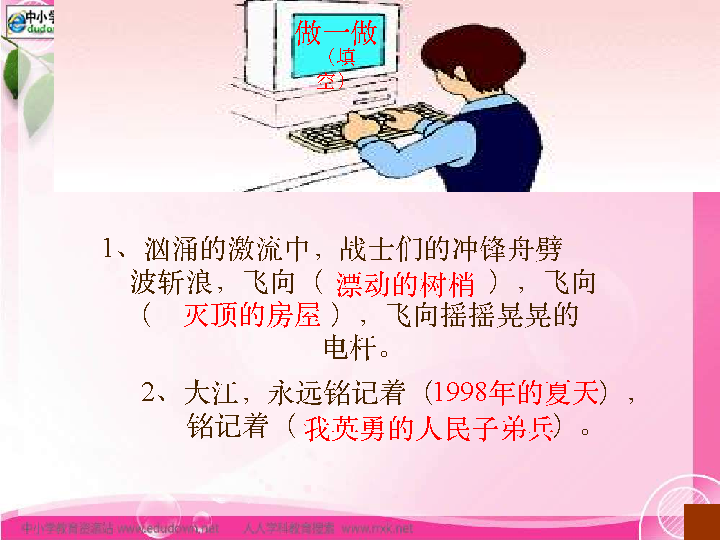 中小学
edudow
做一做
（填
空）
1、汹涌的激流中，战士们的冲锋舟劈
波斩浪，飞向（ 漂动的树梢 ），飞向
（ 灭顶的房屋 ），飞向摇摇晃晃的
电杆。
2、大江，永远铭记着（1998年的夏天），
铭记着（ 我英勇的人民子弟兵）。
中小学教育资源站 www.edudown.net 人人学科教育搜索 www.rrxk.net